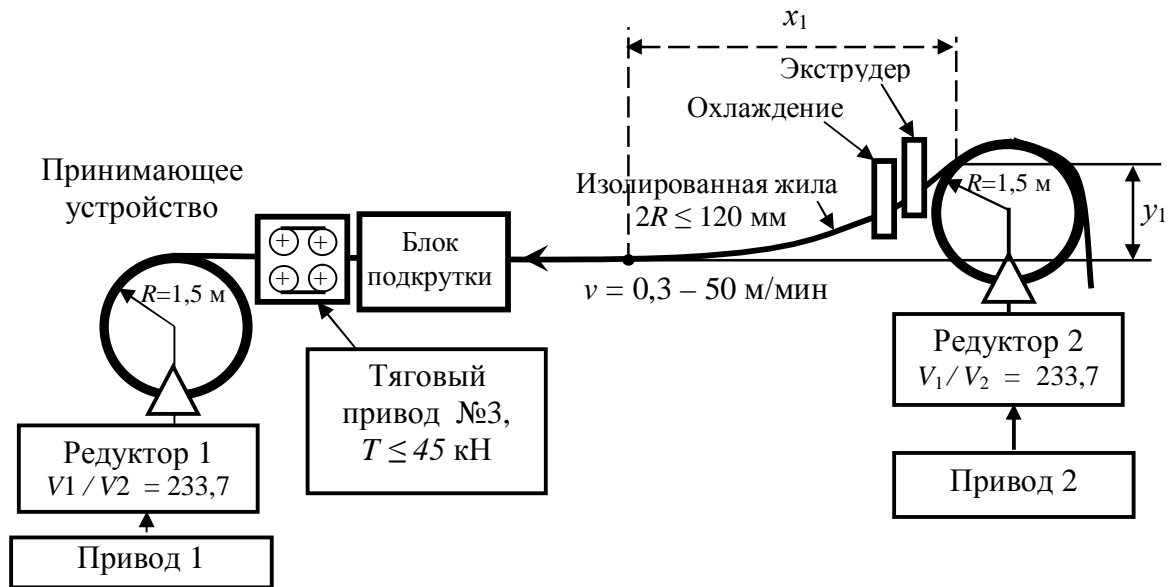 x₁
Экструдер
Охлаждение
Принимающее
устройство
Изолированная жила
2R ≤ 120 мм
R=1,5 м
y₁
Блок
подкрутки
v = 0,3 – 50 м/мин
R=1,5 м
Тяговый
привод №3,
T ≤ 45 кН
Редуктор 2
V₁ / V₂ = 233,7
Редуктор 1
V1 / V2 = 233,7
Привод 2
Привод 1